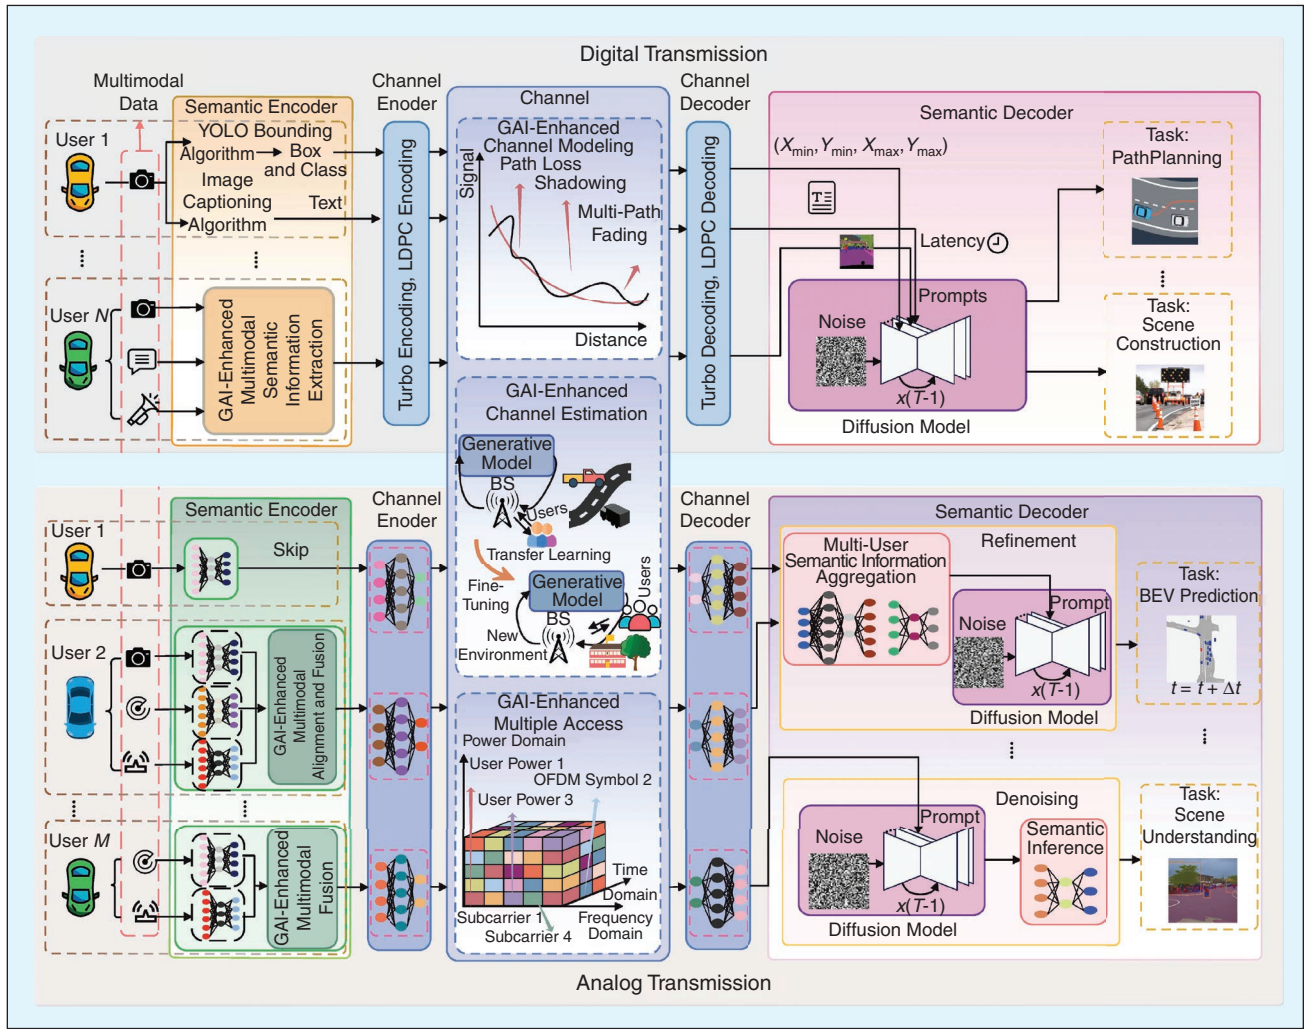 Digital Transmission
Multimodal
Data
Semantic Encoder
Channel
Enoder
Channel
Channel
Decoder
Semantic Decoder
User 1
YOLO Bounding
Algorithm
Box
and Class
Image
Captioning
Algorithm
Text
User N
GAI-Enhanced
Multimodal
Semantic
Information
Extraction
Turbo Encoding, LDPC Encoding
GAI-Enhanced
Channel Modeling
Path Loss
Shadowing
Multi-Path
Fading
Signal
Distance
Turbo Decoding, LDPC Decoding
(Xmin, Ymin, Xmax, Ymax)
T
Latency
Prompts
Noise
x(T-1)
Diffusion Model
Task:
PathPlanning
Task:
Scene
Construction
GAI-Enhanced
Channel Estimation
Generative
Model
BS
Users
Transfer Learning
Fine-
Tuning
Generative
Model
Users
BS
New
Environment
Semantic Encoder
Channel
Enoder
Channel
Decoder
Semantic Decoder
User 1
Skip
User 2
GAI-Enhanced
Multimodal
Alignment and Fusion
User M
GAI-Enhanced
Multimodal
Fusion
GAI-Enhanced
Multiple Access
Power Domain
User Power 1
OFDM Symbol 2
User Power 3
Time
Domain
Subcarrier 1
Frequency
Domain
Subcarrier 4
Refinement
Multi-User
Semantic Information
Aggregation
Prompt
Noise
x(T-1)
Diffusion Model
Task:
BEV Prediction
t = t + Δt
Denoising
Prompt
Noise
x(T-1)
Diffusion Model
Semantic
Inference
Task:
Scene
Understanding
Analog Transmission